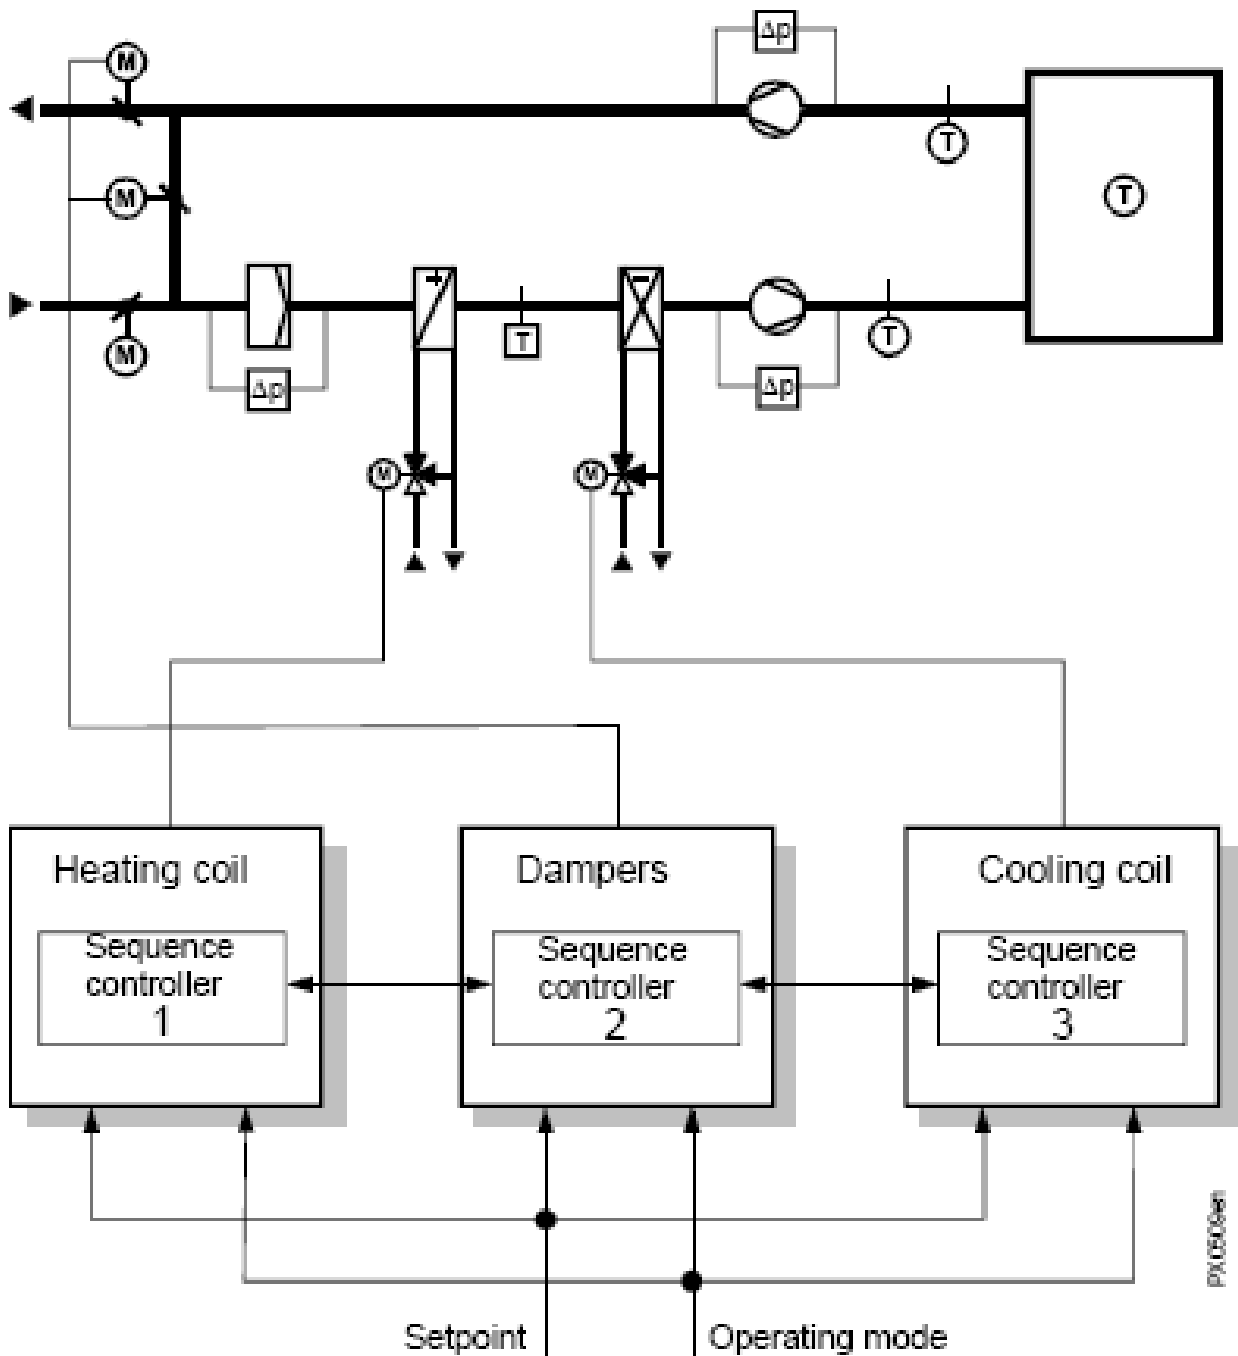 Δp
M
T
M
T
+
-
M
T
T
Δp
Δp
M
M
Heating coil
Dampers
Cooling coil
Sequence
controller
1
Sequence
controller
2
Sequence
controller
3
Setpoint
Operating mode
PX0509en